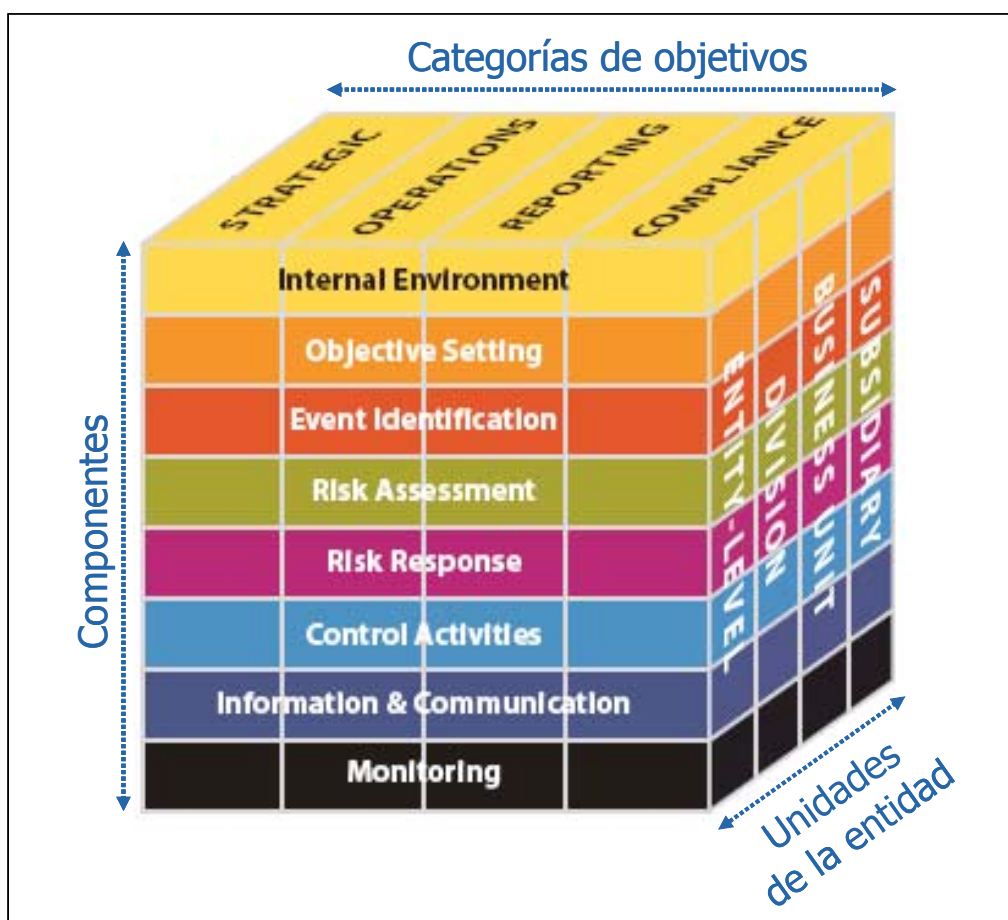 Categorías de objetivos
STRATEGIC
OPERATIONS
REPORTING
COMPLIANCE
Componentes
Internal Environment
Objective Setting
Event Identification
Risk Assessment
Risk Response
Control Activities
Information & Communication
Monitoring
ENTITY-LEVEL
DIVISION
BUSINESS UNIT
SUBSIDIARY
Unidades
de la entidad